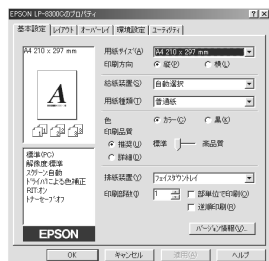 EPSON LP-8300Cのプロパティ ? ×
基本設定 レイアウト オーバーレイ 環境設定 ユーティリティ
A4 210 x 297 mm
A
1 2 3
標準(PC)
解像度:標準
スクリーン:自動
ドライバによる色補正
RIT:オン
トナーセーブ:オフ
EPSON
用紙サイズ(A) A4 210 x 297 mm
印刷方向 縦(P) 横(L)
給紙装置(S) 自動選択
用紙種類(T) 普通紙
色 カラー(C) 黒(K)
印刷品質
推奨(U) 標準 高品質
詳細(D)
排紙装置(Y) フェイスダウントレイ
印刷部数(I) 1 部単位で印刷(O)
逆順印刷(R)
バージョン情報(V)...
OK キャンセル 適用(A) ヘルプ